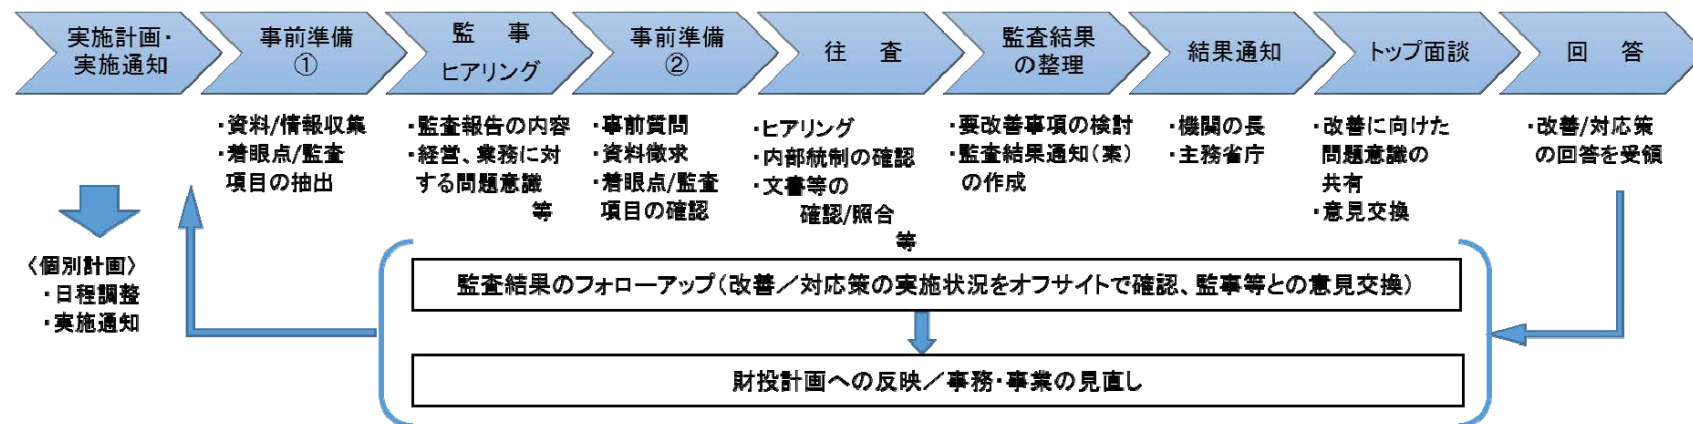 実施計画・
実施通知
事前準備
①
監　事
ヒアリング
事前準備
②
往　査
監査結果
の整理
結果通知
トップ面談
回　答
・資料/情報収集
・着眼点/監査
項目の抽出
・監査報告の内容
・経営、業務に対
する問題意識
等
・事前質問
・資料徴求
・着眼点/監査
項目の確認
・ヒアリング
・内部統制の確認
・文書等の
確認/照合
等
・要改善事項の検討
・監査結果通知（案）
の作成
・機関の長
・主務省庁
・改善に向けた
問題意識の
共有
・意見交換
・改善/対応策
の回答を受領
〈個別計画〉
・日程調整
・実施通知
監査結果のフォローアップ（改善／対応策の実施状況をオフサイトで確認、監事等との意見交換）
財投計画への反映／事務・事業の見直し